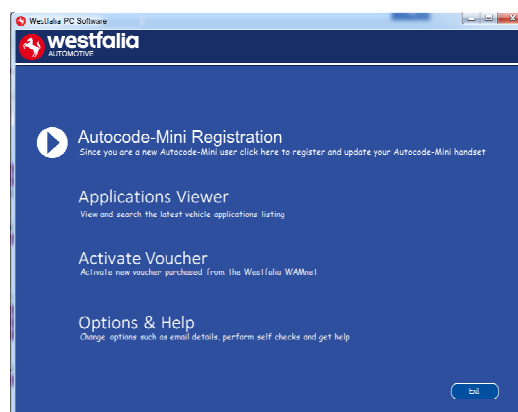 Westfalia PC Software
westfalia
AUTOMOTIVE
Autocode-Mini Registration
Since you are a new Autocode-Mini user click here to register and update your Autocode-Mini handset
Applications Viewer
View and search the latest vehicle applications listing
Activate Voucher
Activate new voucher purchased from the Westfalia WAMnet
Options & Help
Change options such as email details, perform self checks and get help
Exit